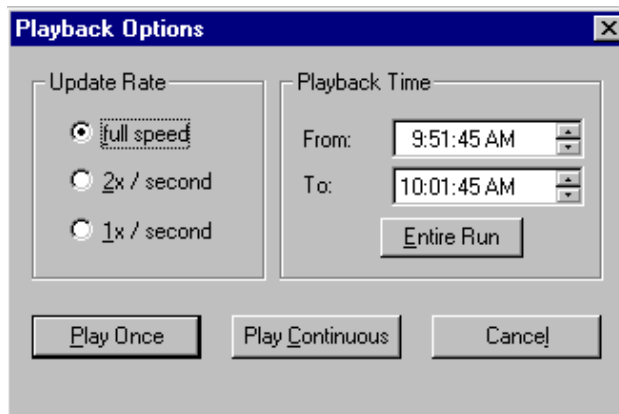 Playback Options
Update Rate
full speed
2x / second
1x / second
Playback Time
From: 9:51:45 AM
To: 10:01:45 AM
Entire Run
Play Once
Play Continuous
Cancel